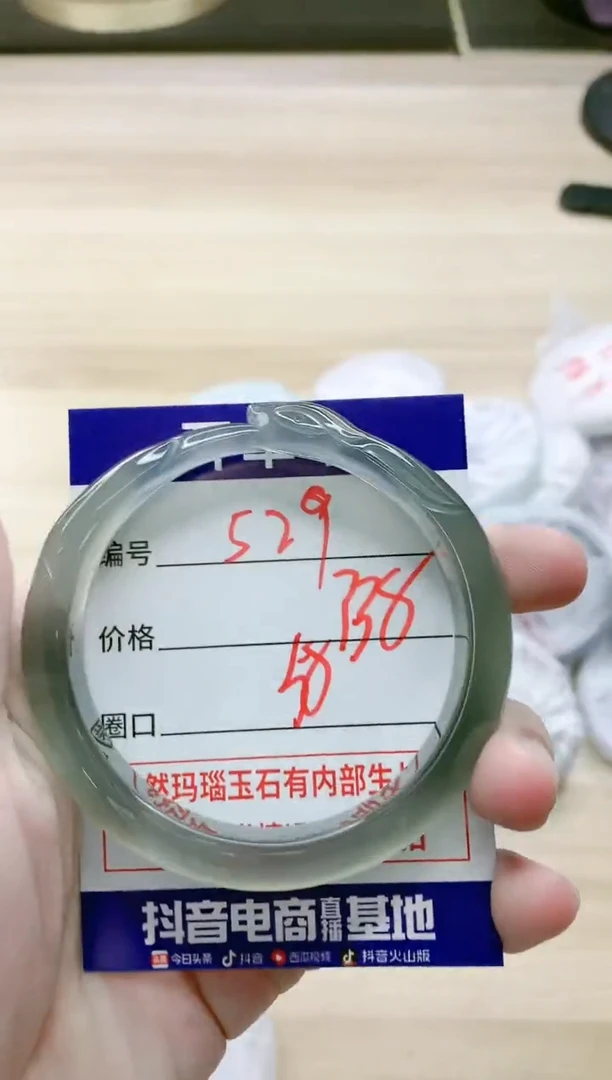 编号 529
价格 138
58
圈口
然玛瑙玉石有内部生
抖音电商直播基地
今日头条 抖音 西瓜视频 抖音火山版